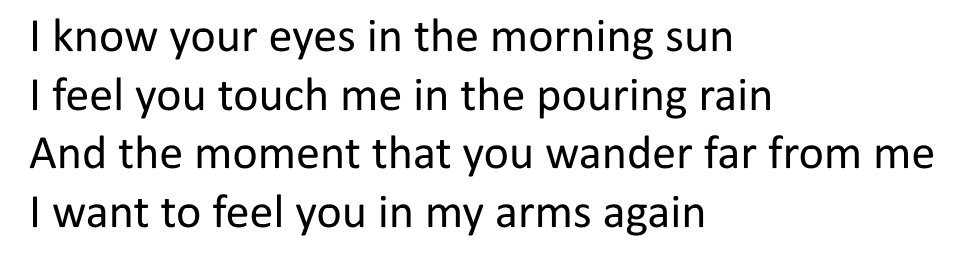 I know your eyes in the morning sun
I feel you touch me in the pouring rain
And the moment that you wander far from me
I want to feel you in my arms again